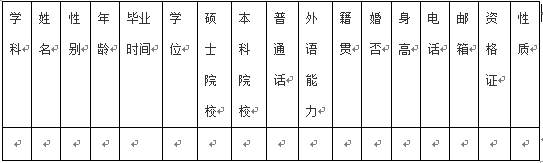 学科 姓名 性别 年龄 毕业时间 学位 硕士院校 本科院校 普通话 外语能力 籍贯 婚否 身高 电话 邮箱 资格证 性质